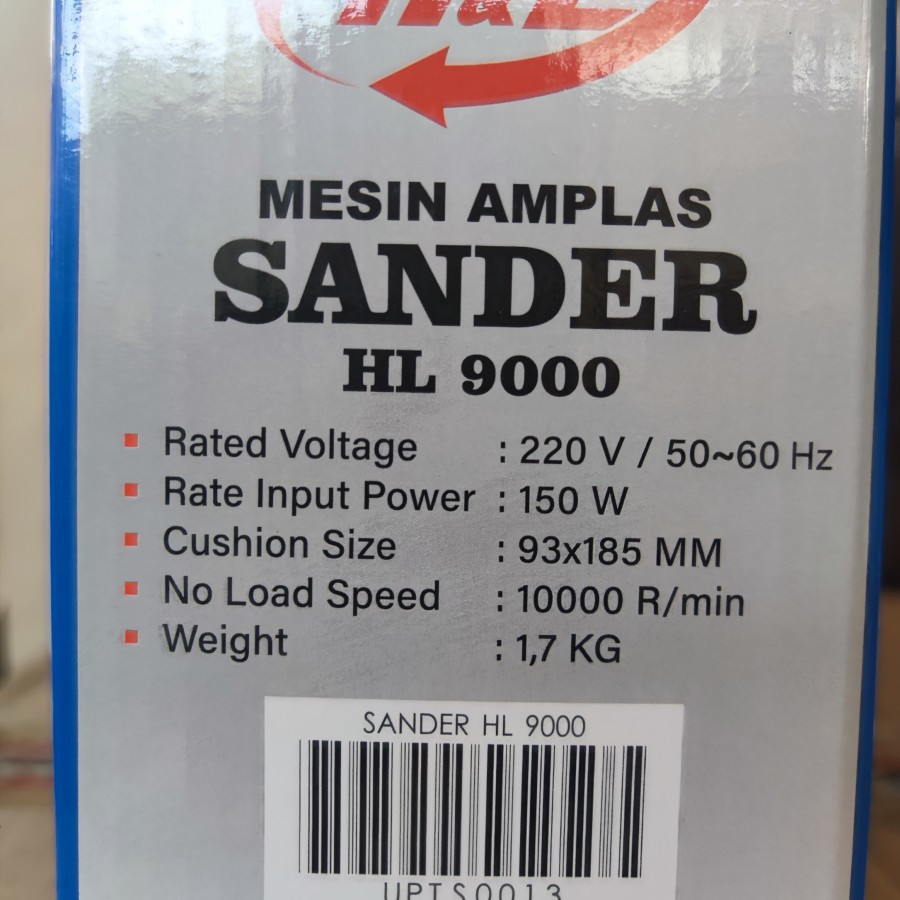 H&L
MESIN AMPLAS
SANDER
HL 9000
Rated Voltage : 220 V / 50~60 Hz
Rate Input Power : 150 W
Cushion Size : 93x185 MM
No Load Speed : 10000 R/min
Weight : 1,7 KG
SANDER HL 9000
UPTS0013